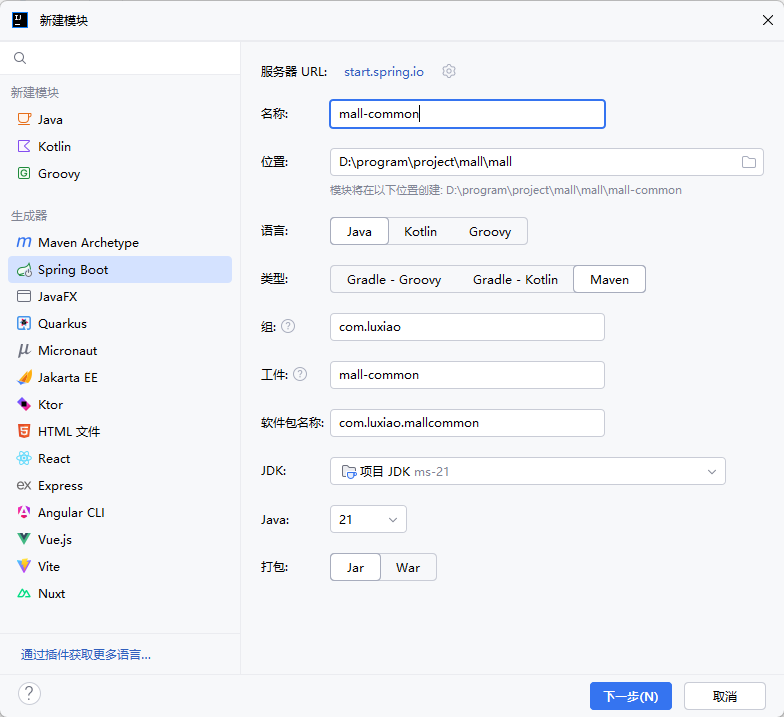 新建模块
新建模块
Java
Kotlin
Groovy
生成器
Maven Archetype
Spring Boot
JavaFX
Quarkus
Micronaut
Jakarta EE
Ktor
HTML 文件
React
Express
Angular CLI
Vue.js
Vite
Nuxt
通过插件获取更多语言...
服务器 URL: start.spring.io
名称: mall-common
位置: D:\program\project\mall\mall
模块将在以下位置创建: D:\program\project\mall\mall\mall-common
语言: Java Kotlin Groovy
类型: Gradle - Groovy Gradle - Kotlin Maven
组: ? com.luxiao
工件: ? mall-common
软件包名称: com.luxiao.mallcommon
JDK: 项目 JDK ms-21
Java: 21
打包: Jar War
? 下一步(N) 取消